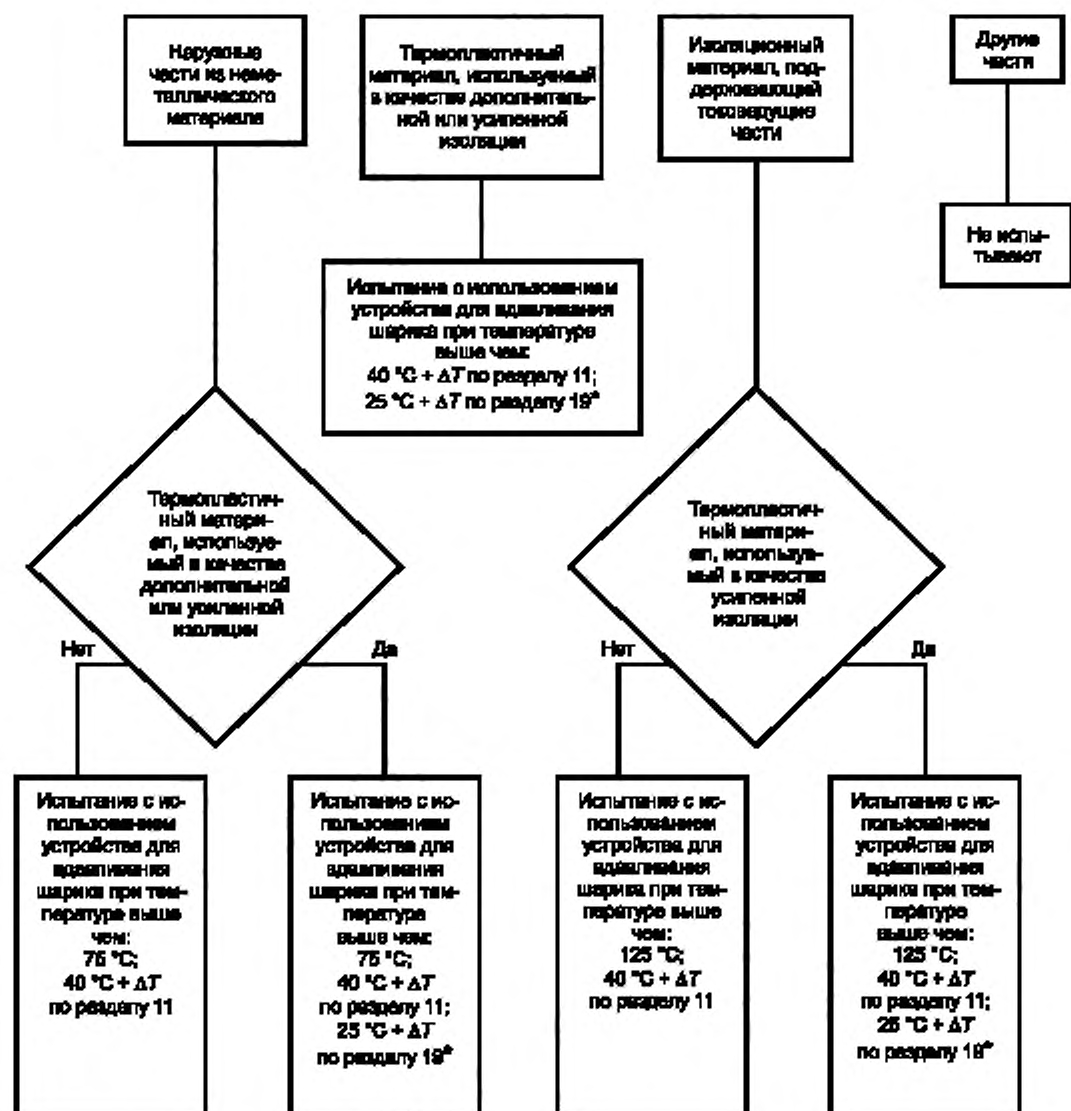 Наружные
части из неме-
таллического
материала
Термопластичный
материал, используемый
в качестве дополнитель-
ной или усиленной
изоляции
Изоляционный
материал, под-
держивающий
токоведущие
части
Другие
части
Не испы-
тывают
Испытание с использованием
устройства для вдавливания
шарика при температуре
выше чем:
40 °С + ΔT по разделу 11;
25 °С + ΔT по разделу 19*
Термопластич-
ный матери-
ал, используе-
мый в качестве
дополнительной
или усиленной
изоляции
Нет
Да
Термопластич-
ный матери-
ал, используе-
мый в качестве
усиленной
изоляции
Нет
Да
Испытание с ис-
пользованием
устройства для
вдавливания
шарика при тем-
пературе выше
чем:
75 °С;
40 °С + ΔT
по разделу 11
Испытание с ис-
пользованием
устройства для
вдавливания
шарика при тем-
пература
выше чем:
75 °С;
40 °С + ΔT
по разделу 11;
25 °С + ΔT
по разделу 19*
Испытание с ис-
пользованием
устройства для
вдавливания
шарика при тем-
пературе выше
чем:
125 °С;
40 °С + ΔT
по разделу 11
Испытание с ис-
пользованием
устройства для
вдавливания
шарика при тем-
пературе
выше чем:
125 °С;
40 °С + ΔT
по разделу 11;
25 °С + ΔT
по разделу 19*